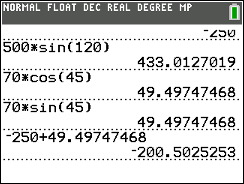 NORMAL FLOAT DEC REAL DEGREE MP
-250
500*sin(120)
433.0127019
70*cos(45)
49.49747468
70*sin(45)
49.49747468
-250+49.49747468
-200.5025253